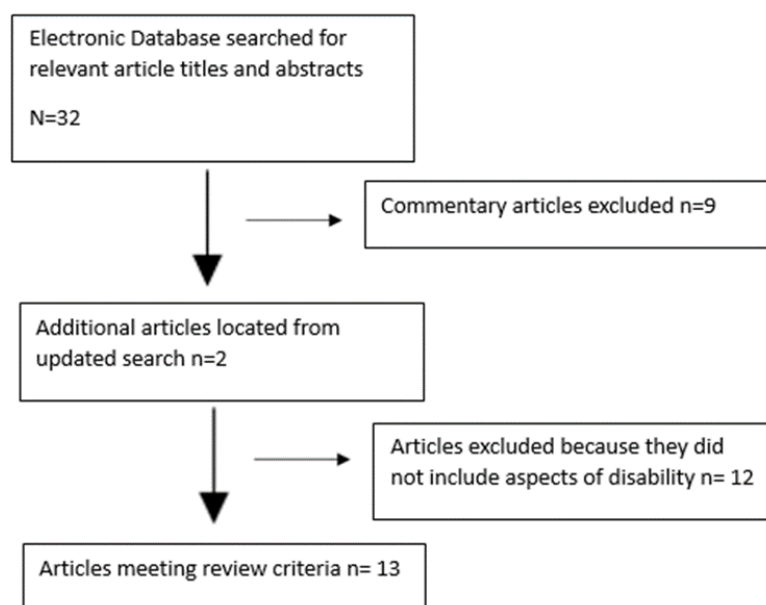 Electronic Database searched for
relevant article titles and abstracts
N=32
Commentary articles excluded n=9
Additional articles located from
updated search n=2
Articles excluded because they did
not include aspects of disability n= 12
Articles meeting review criteria n= 13